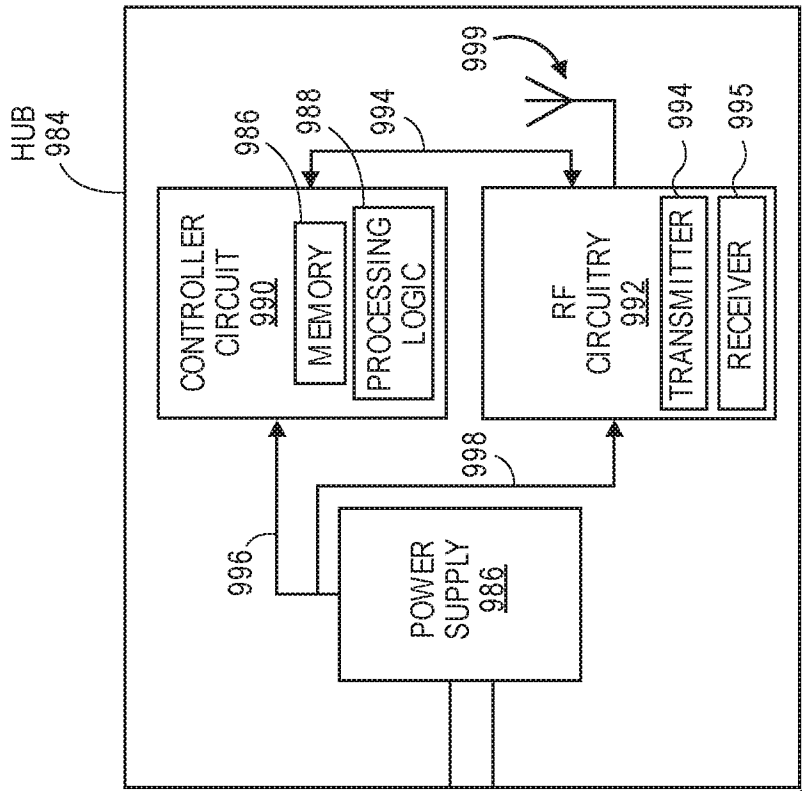 HUB
984
CONTROLLER
CIRCUIT
990
MEMORY
PROCESSING
LOGIC
986
988
994
999
996
998
POWER
SUPPLY
986
RF
CIRCUITRY
992
TRANSMITTER
RECEIVER
994
995